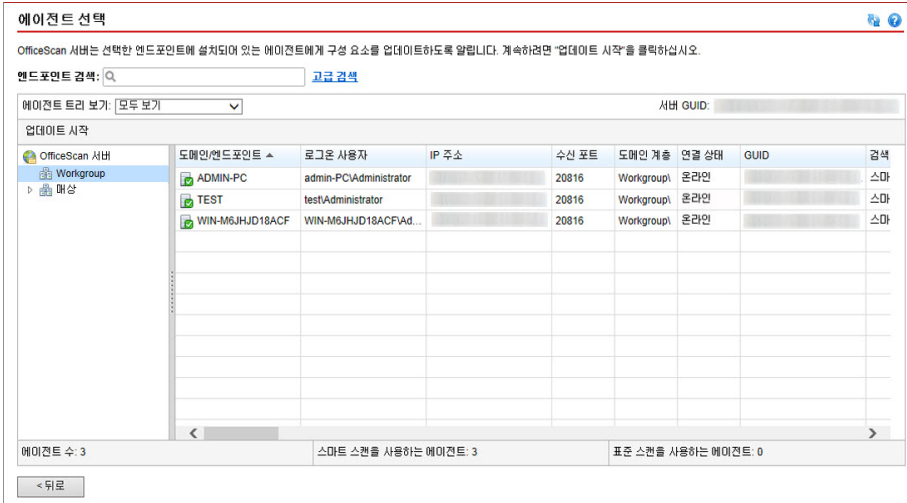 에이전트 선택
OfficeScan 서버는 선택한 엔드포인트에 설치되어 있는 에이전트에게 구성 요소를 업데이트하도록 알립니다. 계속하려면 "업데이트 시작"을 클릭하십시오.
엔드포인트 검색: 고급 검색
에이전트 트리 보기: 모두 보기 서버 GUID:
업데이트 시작
OfficeScan 서버
Workgroup
매상
도메인/엔드포인트 로그온 사용자 IP 주소 수신 포트 도메인 계층 연결 상태 GUID 검색
ADMIN-PC admin-PC\Administrator 20816 Workgroup\ 온라인 스마
TEST test\Administrator 20816 Workgroup\ 온라인 스마
WIN-M6JHJD18ACF WIN-M6JHJD18ACF\Ad... 20816 Workgroup\ 온라인 스마
에이전트 수: 3 스마트 스캔을 사용하는 에이전트: 3 표준 스캔을 사용하는 에이전트: 0
< 뒤로